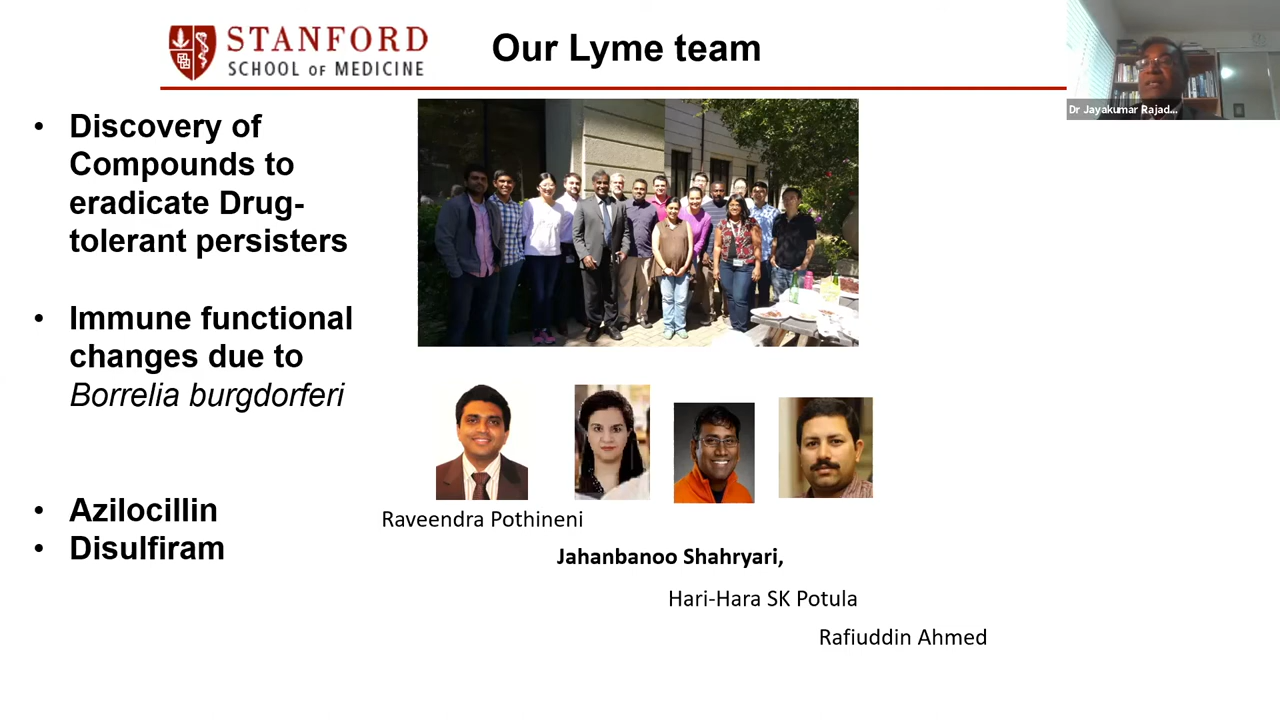 STANFORD
SCHOOL OF MEDICINE
Our Lyme team
Dr Jayakumar Rajad...
• Discovery of
Compounds to
eradicate Drug-
tolerant persisters
• Immune functional
changes due to
Borrelia burgdorferi
• Azilocillin
• Disulfiram
Raveendra Pothineni
Jahanbanoo Shahryari,
Hari-Hara SK Potula
Rafiuddin Ahmed